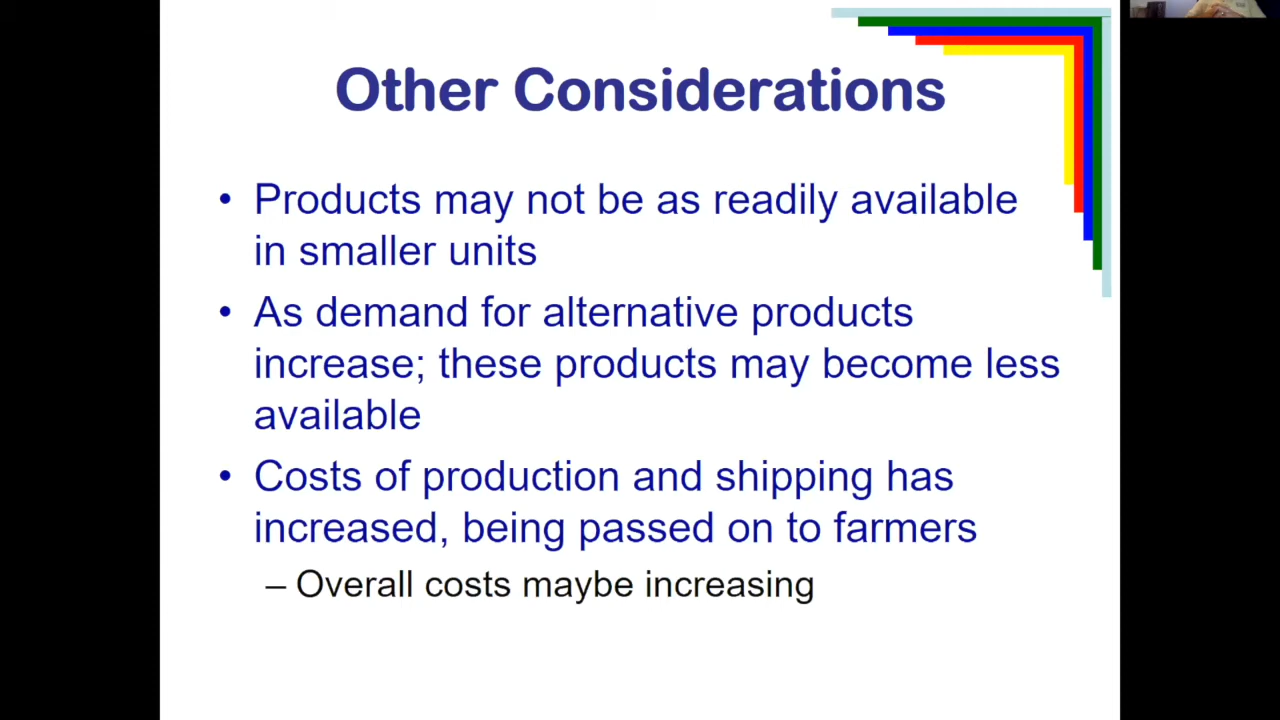 Other Considerations
• Products may not be as readily available
in smaller units
• As demand for alternative products
increase; these products may become less
available
• Costs of production and shipping has
increased, being passed on to farmers
– Overall costs maybe increasing